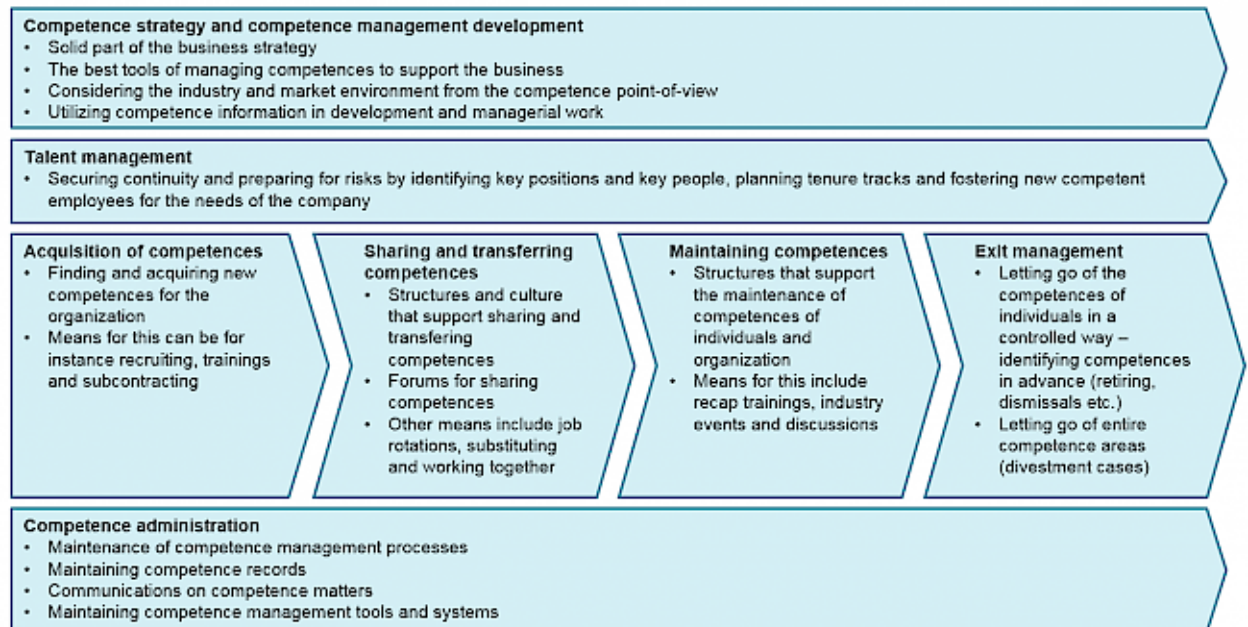 Competence strategy and competence management development
• Solid part of the business strategy
• The best tools of managing competences to support the business
• Considering the industry and market environment from the competence point-of-view
• Utilizing competence information in development and managerial work
Talent management
• Securing continuity and preparing for risks by identifying key positions and key people, planning tenure tracks and fostering new competent
employees for the needs of the company
Acquisition of competences
• Finding and acquiring new
competences for the
organization
• Means for this can be for
instance recruiting, trainings
and subcontracting
Sharing and transferring
competences
• Structures and culture
that support sharing and
transfering
competences
• Forums for sharing
competences
• Other means include job
rotations, substituting
and working together
Maintaining competences
• Structures that support
the maintenance of
competences of
individuals and
organization
• Means for this include
recap trainings, industry
events and discussions
Exit management
• Letting go of the
competences of
individuals in a
controlled way –
identifying competences
in advance (retiring,
dismissals etc.)
• Letting go of entire
competence areas
(divestment cases)
Competence administration
• Maintenance of competence management processes
• Maintaining competence records
• Communications on competence matters
• Maintaining competence management tools and systems